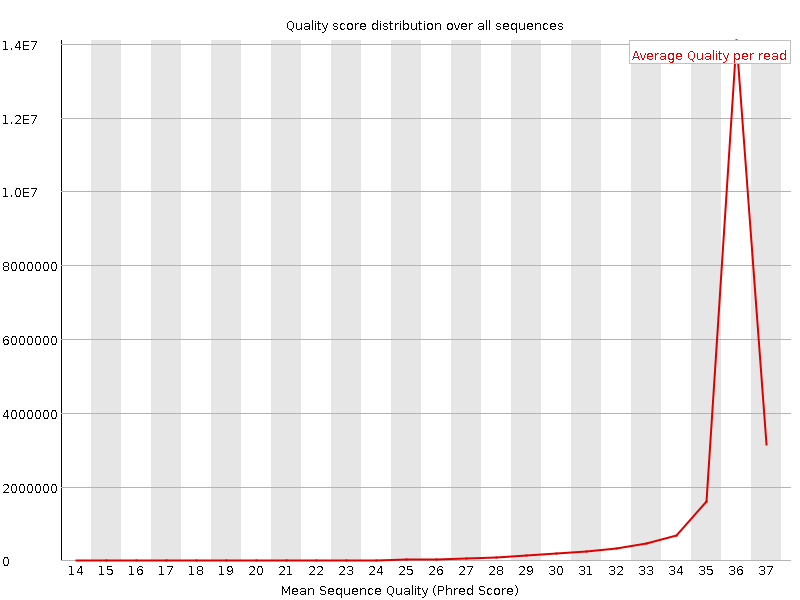 Quality score distribution over all sequences
1.4E7
Average Quality per read
1.2E7
1.0E7
8000000
6000000
4000000
2000000
0
14 15 16 17 18 19 20 21 22 23 24 25 26 27 28 29 30 31 32 33 34 35 36 37
Mean Sequence Quality (Phred Score)